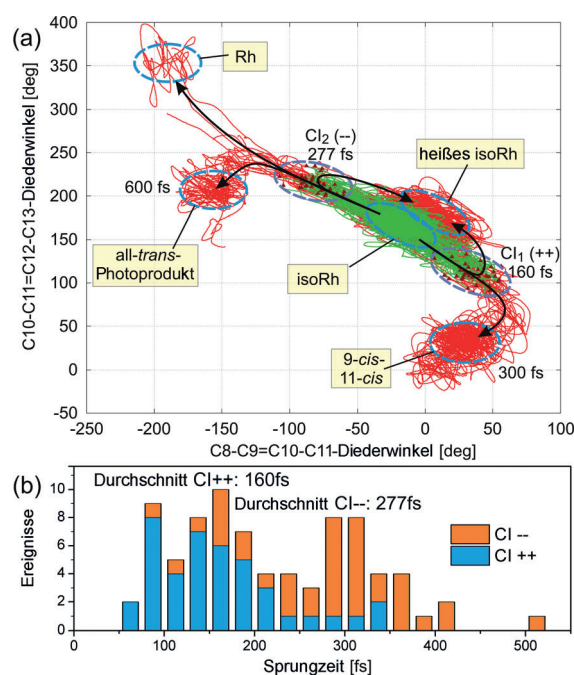 (a)
400
350
300
250
200
150
100
50
0
-50
C10-C11=C12-C13-Diederwinkel [deg]
Rh
CI₂ (--)
277 fs
heißes isoRh
600 fs
CI₁ (++)
160 fs
all-trans-
Photoprodukt
isoRh
9-cis-
11-cis
300 fs
-250 -200 -150 -100 -50 0 50 100
C8-C9=C10-C11-Diederwinkel [deg]
(b)
10
8
6
4
2
0
Ereignisse
Durchschnitt CI++: 160fs
Durchschnitt CI--: 277fs
CI --
CI ++
0 100 200 300 400 500
Sprungzeit [fs]